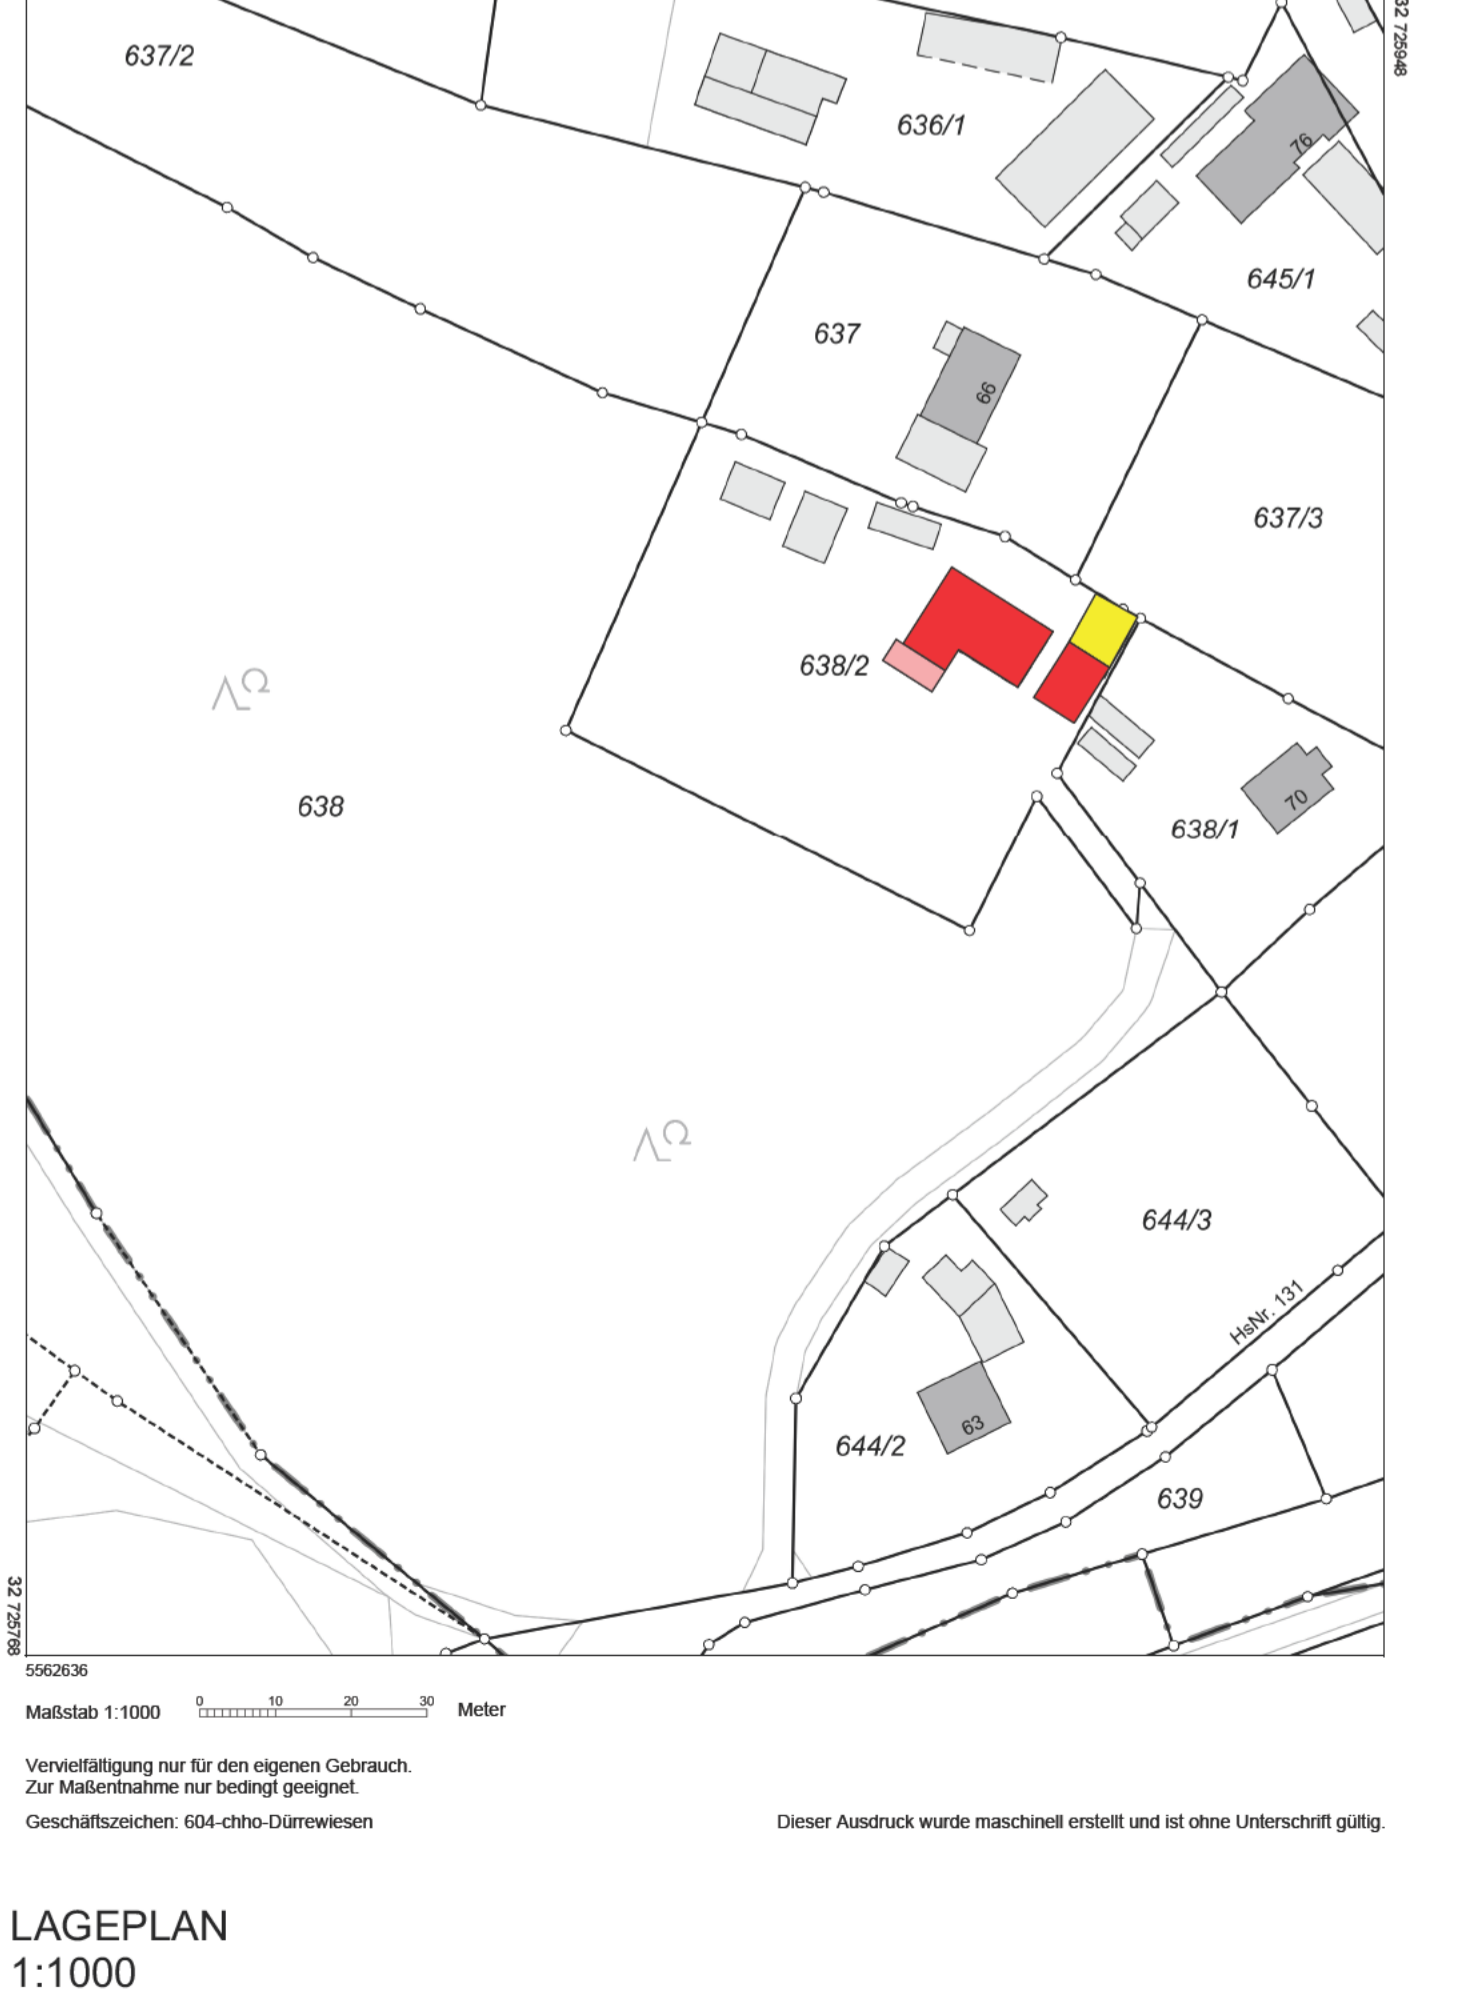 637/2
32 725948
636/1
76
645/1
637
66
637/3
638/2
638
70
638/1
644/3
HsNr. 131
63
644/2
639
32 725768
5562636
Maßstab 1:1000
0 10 20 30
Meter
Vervielfältigung nur für den eigenen Gebrauch.
Zur Maßentnahme nur bedingt geeignet.
Geschäftszeichen: 604-chho-Dürrewiesen
Dieser Ausdruck wurde maschinell erstellt und ist ohne Unterschrift gültig.
LAGEPLAN
1:1000